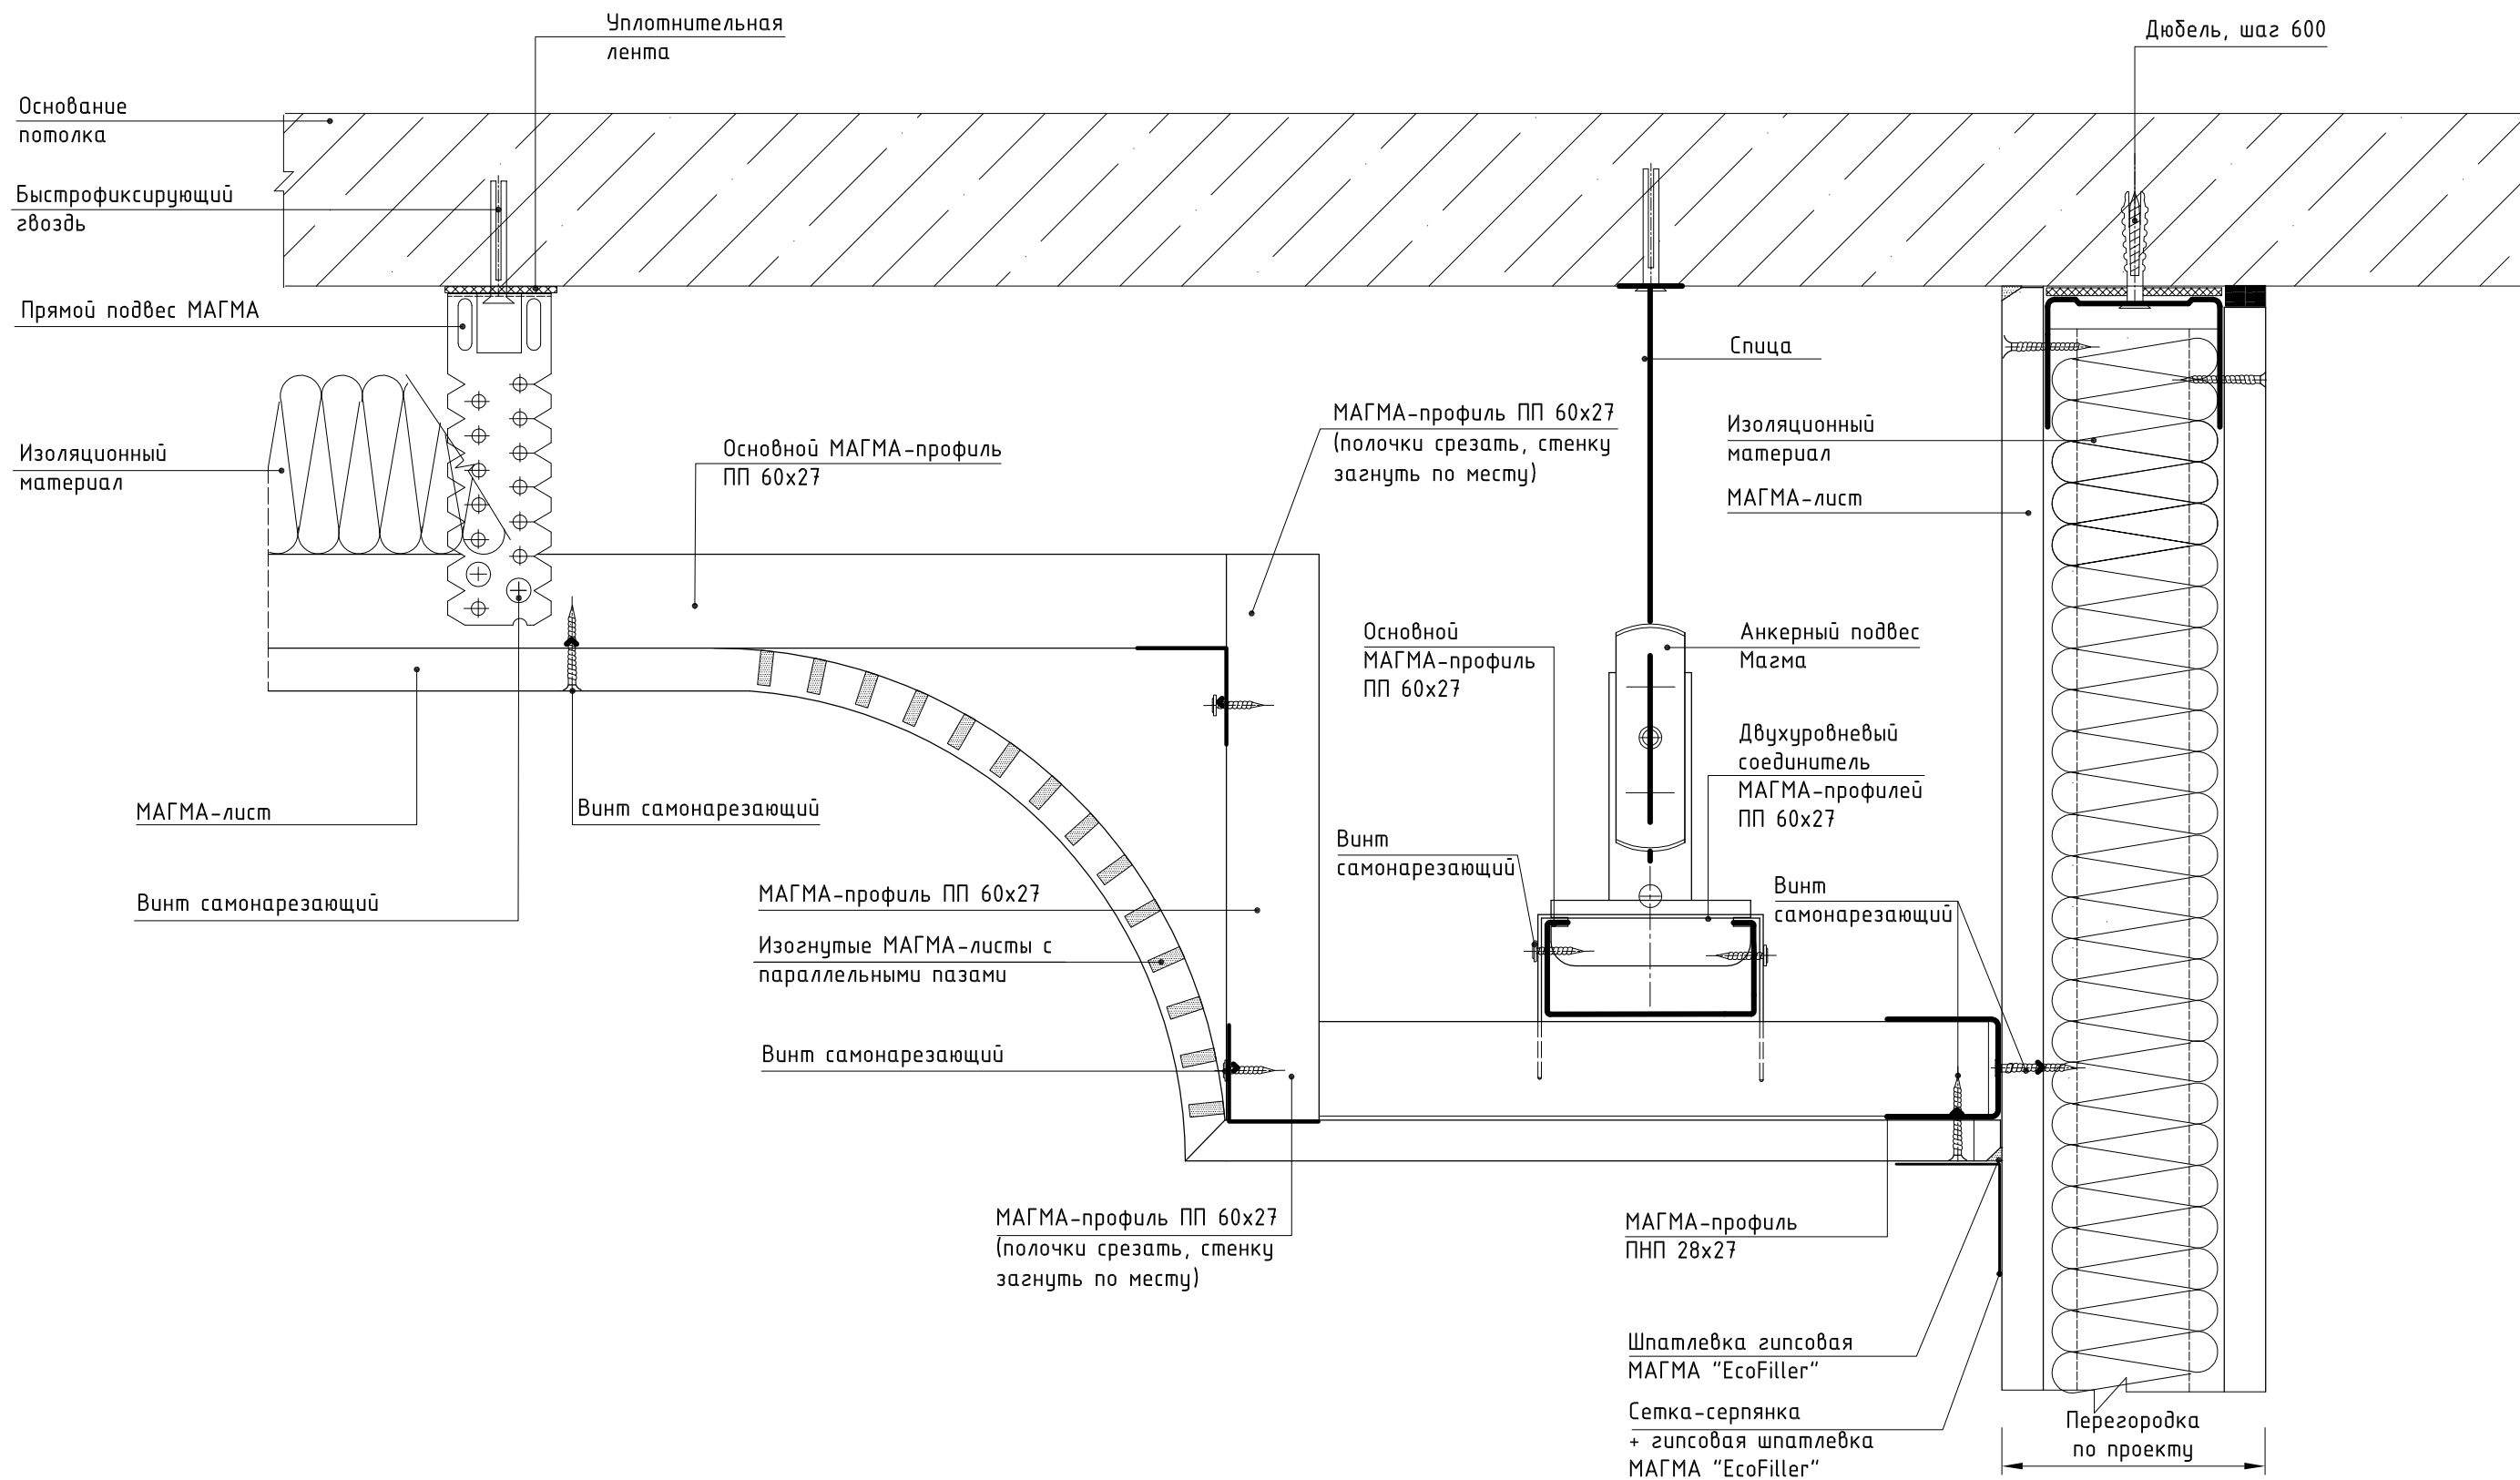 Уплотнительная
лента
Дюбель, шаг 600
Основание
потолка
Быстрофиксирующий
гвоздь
Прямой подвес МАГМА
Спица
Изоляционный
материал
Основной МАГМА-профиль
ПП 60х27
МАГМА-профиль ПП 60х27
(полочки срезать, стенку
загнуть по месту)
Изоляционный
материал
МАГМА-лист
Основной
МАГМА-профиль
ПП 60х27
Анкерный подвес
Магма
Двухуровневый
соединитель
МАГМА-профилей
ПП 60х27
МАГМА-лист
Винт самонарезающий
Винт
самонарезающий
Винт самонарезающий
МАГМА-профиль ПП 60х27
Винт
самонарезающий
Изогнутые МАГМА-листы с
параллельными пазами
Винт самонарезающий
МАГМА-профиль ПП 60х27
(полочки срезать, стенку
загнуть по месту)
МАГМА-профиль
ПНП 28х27
Шпатлевка гипсовая
МАГМА "EcoFiller"
Сетка-серпянка
+ гипсовая шпатлевка
МАГМА "EcoFiller"
Перегородка
по проекту